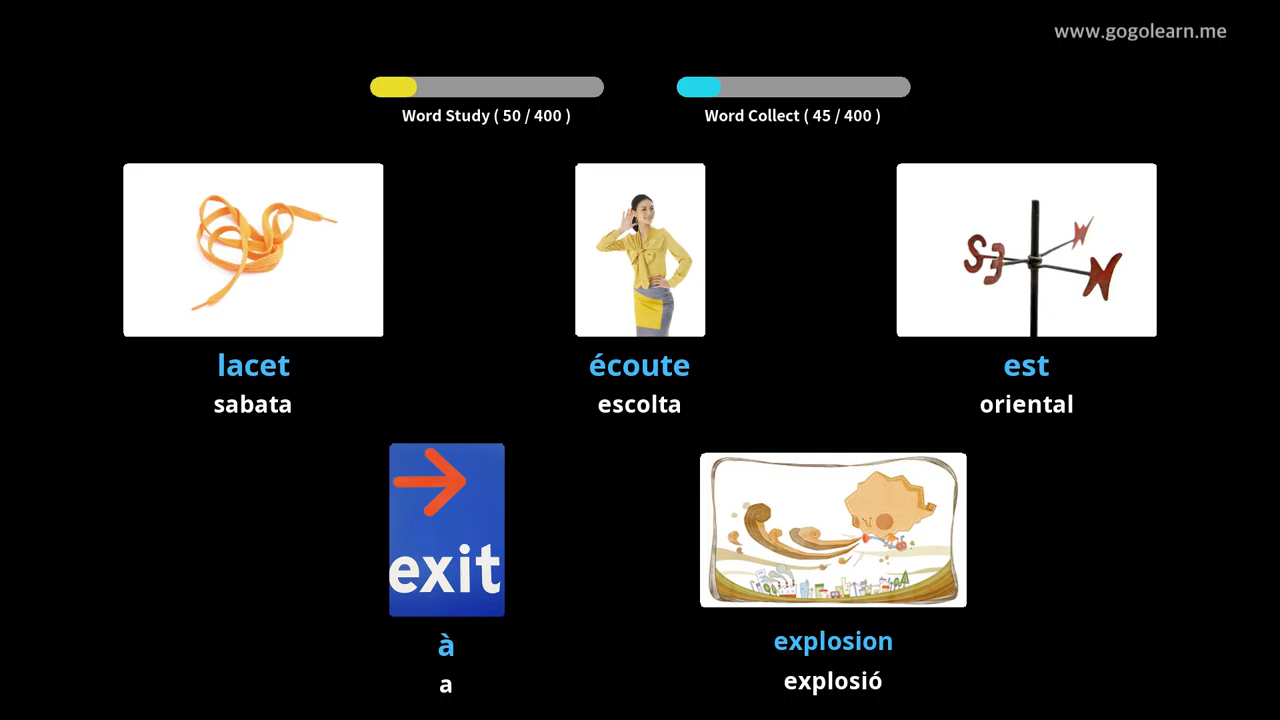 www.gogolearn.me
Word Study ( 50 / 400 )
Word Collect ( 45 / 400 )
S
E
N
lacet
sabata
écoute
escolta
est
oriental
exit
à
a
explosion
explosió